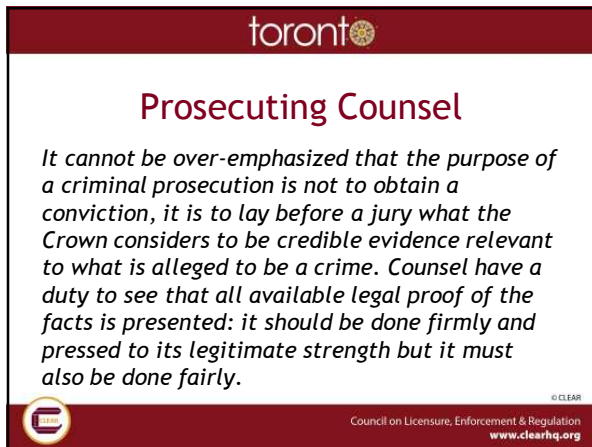 toronto
Prosecuting Counsel
It cannot be over-emphasized that the purpose of
a criminal prosecution is not to obtain a
conviction, it is to lay before a jury what the
Crown considers to be credible evidence relevant
to what is alleged to be a crime. Counsel have a
duty to see that all available legal proof of the
facts is presented: it should be done firmly and
pressed to its legitimate strength but it must
also be done fairly.
© CLEAR
CLEAR
Council on Licensure, Enforcement & Regulation
www.clearhq.org